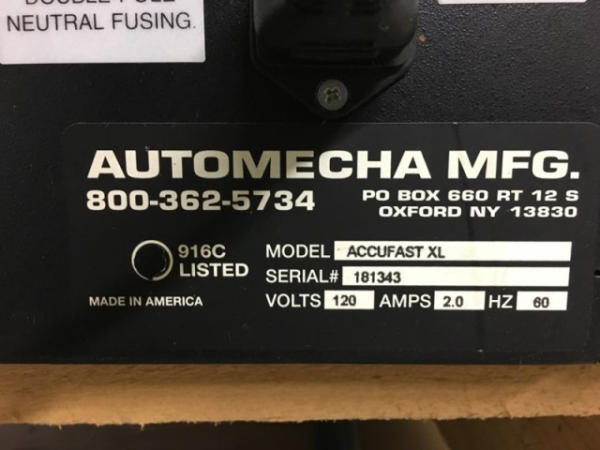 NEUTRAL FUSING.
AUTOMECHA MFG.
800-362-5734
PO BOX 660 RT 12 S
OXFORD NY 13830
916C
LISTED
MODEL ACCUFAST XL
SERIAL# 181343
MADE IN AMERICA
VOLTS 120 AMPS 2.0 HZ 60